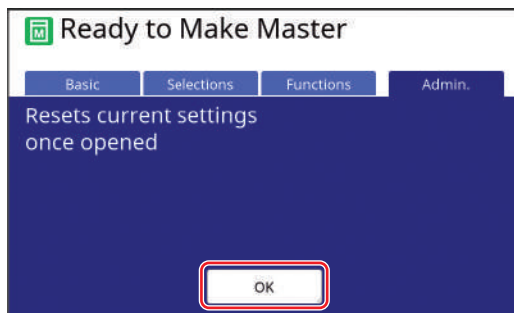 M Ready to Make Master
Basic Selections Functions Admin.
Resets current settings
once opened
OK